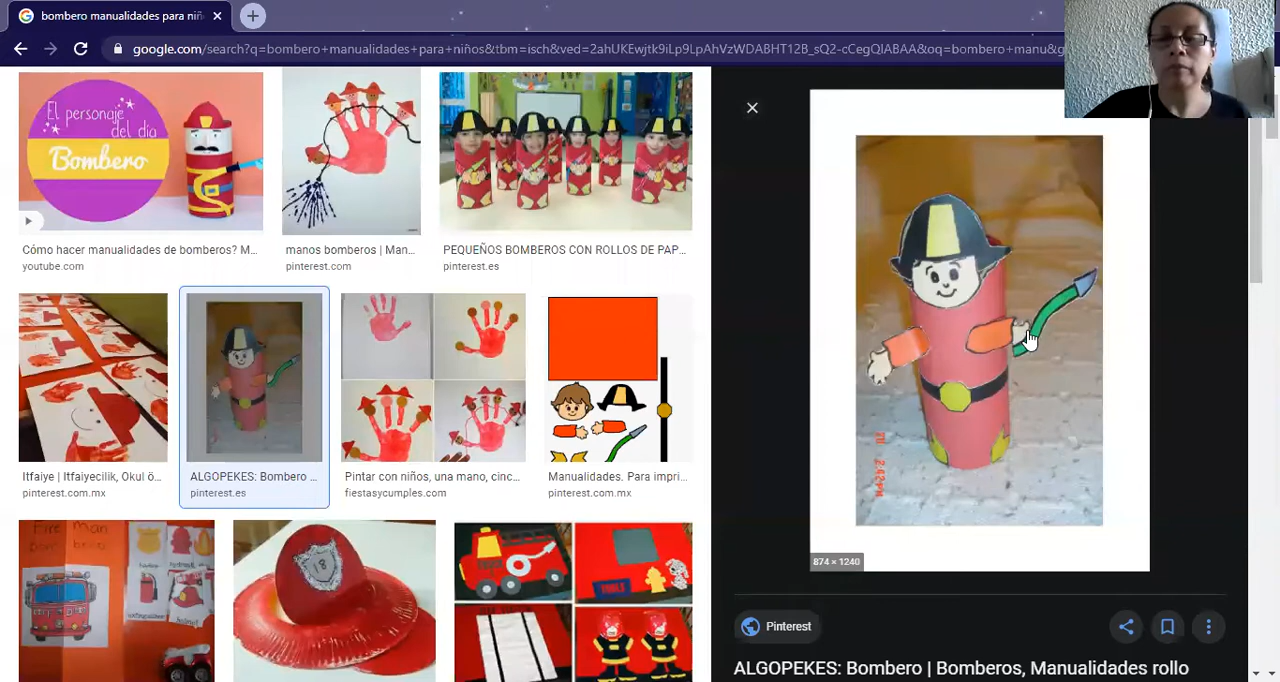 bombero manualidades para niñ
google.com/search?q=bombero+manualidades+para+niños&tbm=isch&ved=2ahUKEwjtk9iLp9LpAhVzWDABHT12B_sQ2-cCegQIABAA&oq=bombero+manu&g
El personaje
del día
Bombero
Cómo hacer manualidades de bomberos? M...
youtube.com
manos bomberos | Man...
pinterest.com
PEQUEÑOS BOMBEROS CON ROLLOS DE PAP...
pinterest.es
Itfaiye | Itfaiyecilik, Okul ö...
pinterest.com.mx
ALGOPEKES: Bombero ...
pinterest.es
Pintar con niños, una mano, cinc...
fiestasycumples.com
Manualidades. Para impri...
pinterest.com.mx
Fire Man
18
874 × 1240
Pinterest
ALGOPEKES: Bombero | Bomberos, Manualidades rollo